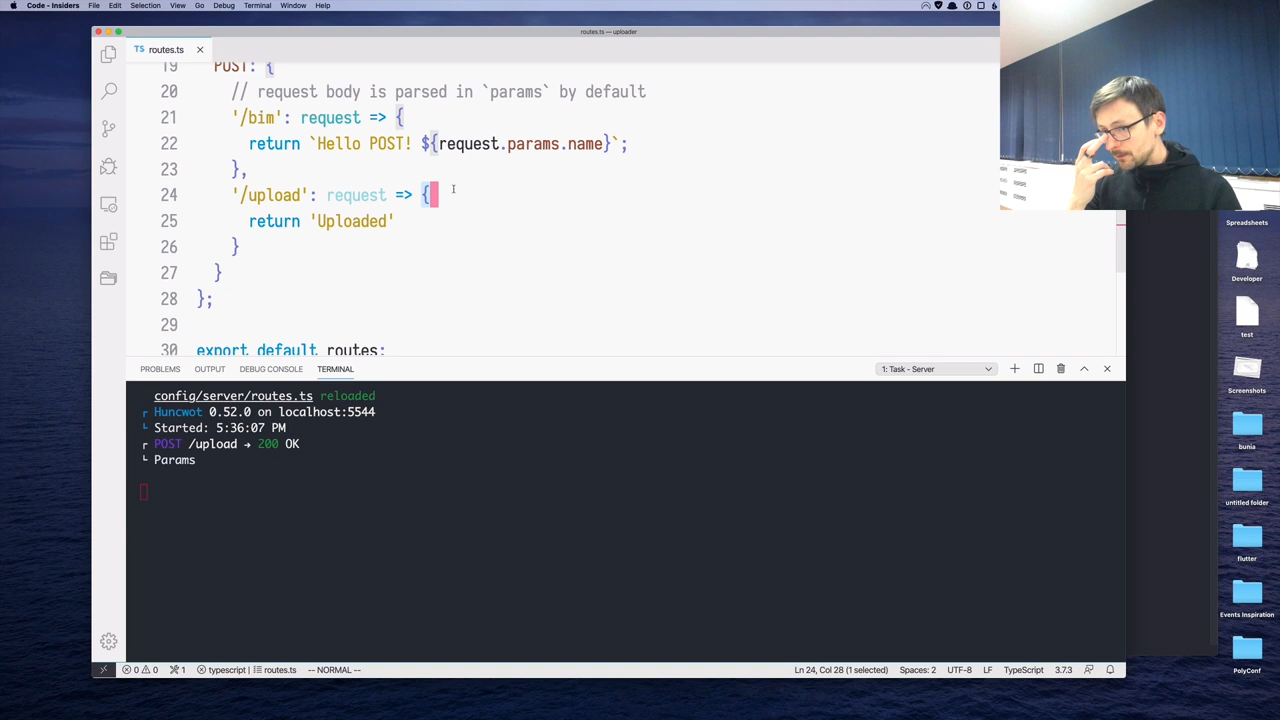 Code - Insiders File Edit Selection View Go Debug Terminal Window Help
routes.ts — uploader
TS routes.ts
19 POST: {
20 // request body is parsed in `params` by default
21 '/bim': request => {
22 return `Hello POST! ${request.params.name}`;
23 },
24 '/upload': request => {
25 return 'Uploaded'
26 }
27 }
28 };
29
30 export default routes;
PROBLEMS OUTPUT DEBUG CONSOLE TERMINAL 1: Task - Server
config/server/routes.ts reloaded
Huncwot 0.52.0 on localhost:5544
Started: 5:36:07 PM
POST /upload → 200 OK
Params
0 0 1 typescript routes.ts -- NORMAL -- Ln 24, Col 28 (1 selected) Spaces: 2 UTF-8 LF TypeScript 3.7.3
Spreadsheets
Developer
test
Screenshots
bunia
untitled folder
flutter
Events Inspiration
PolyConf